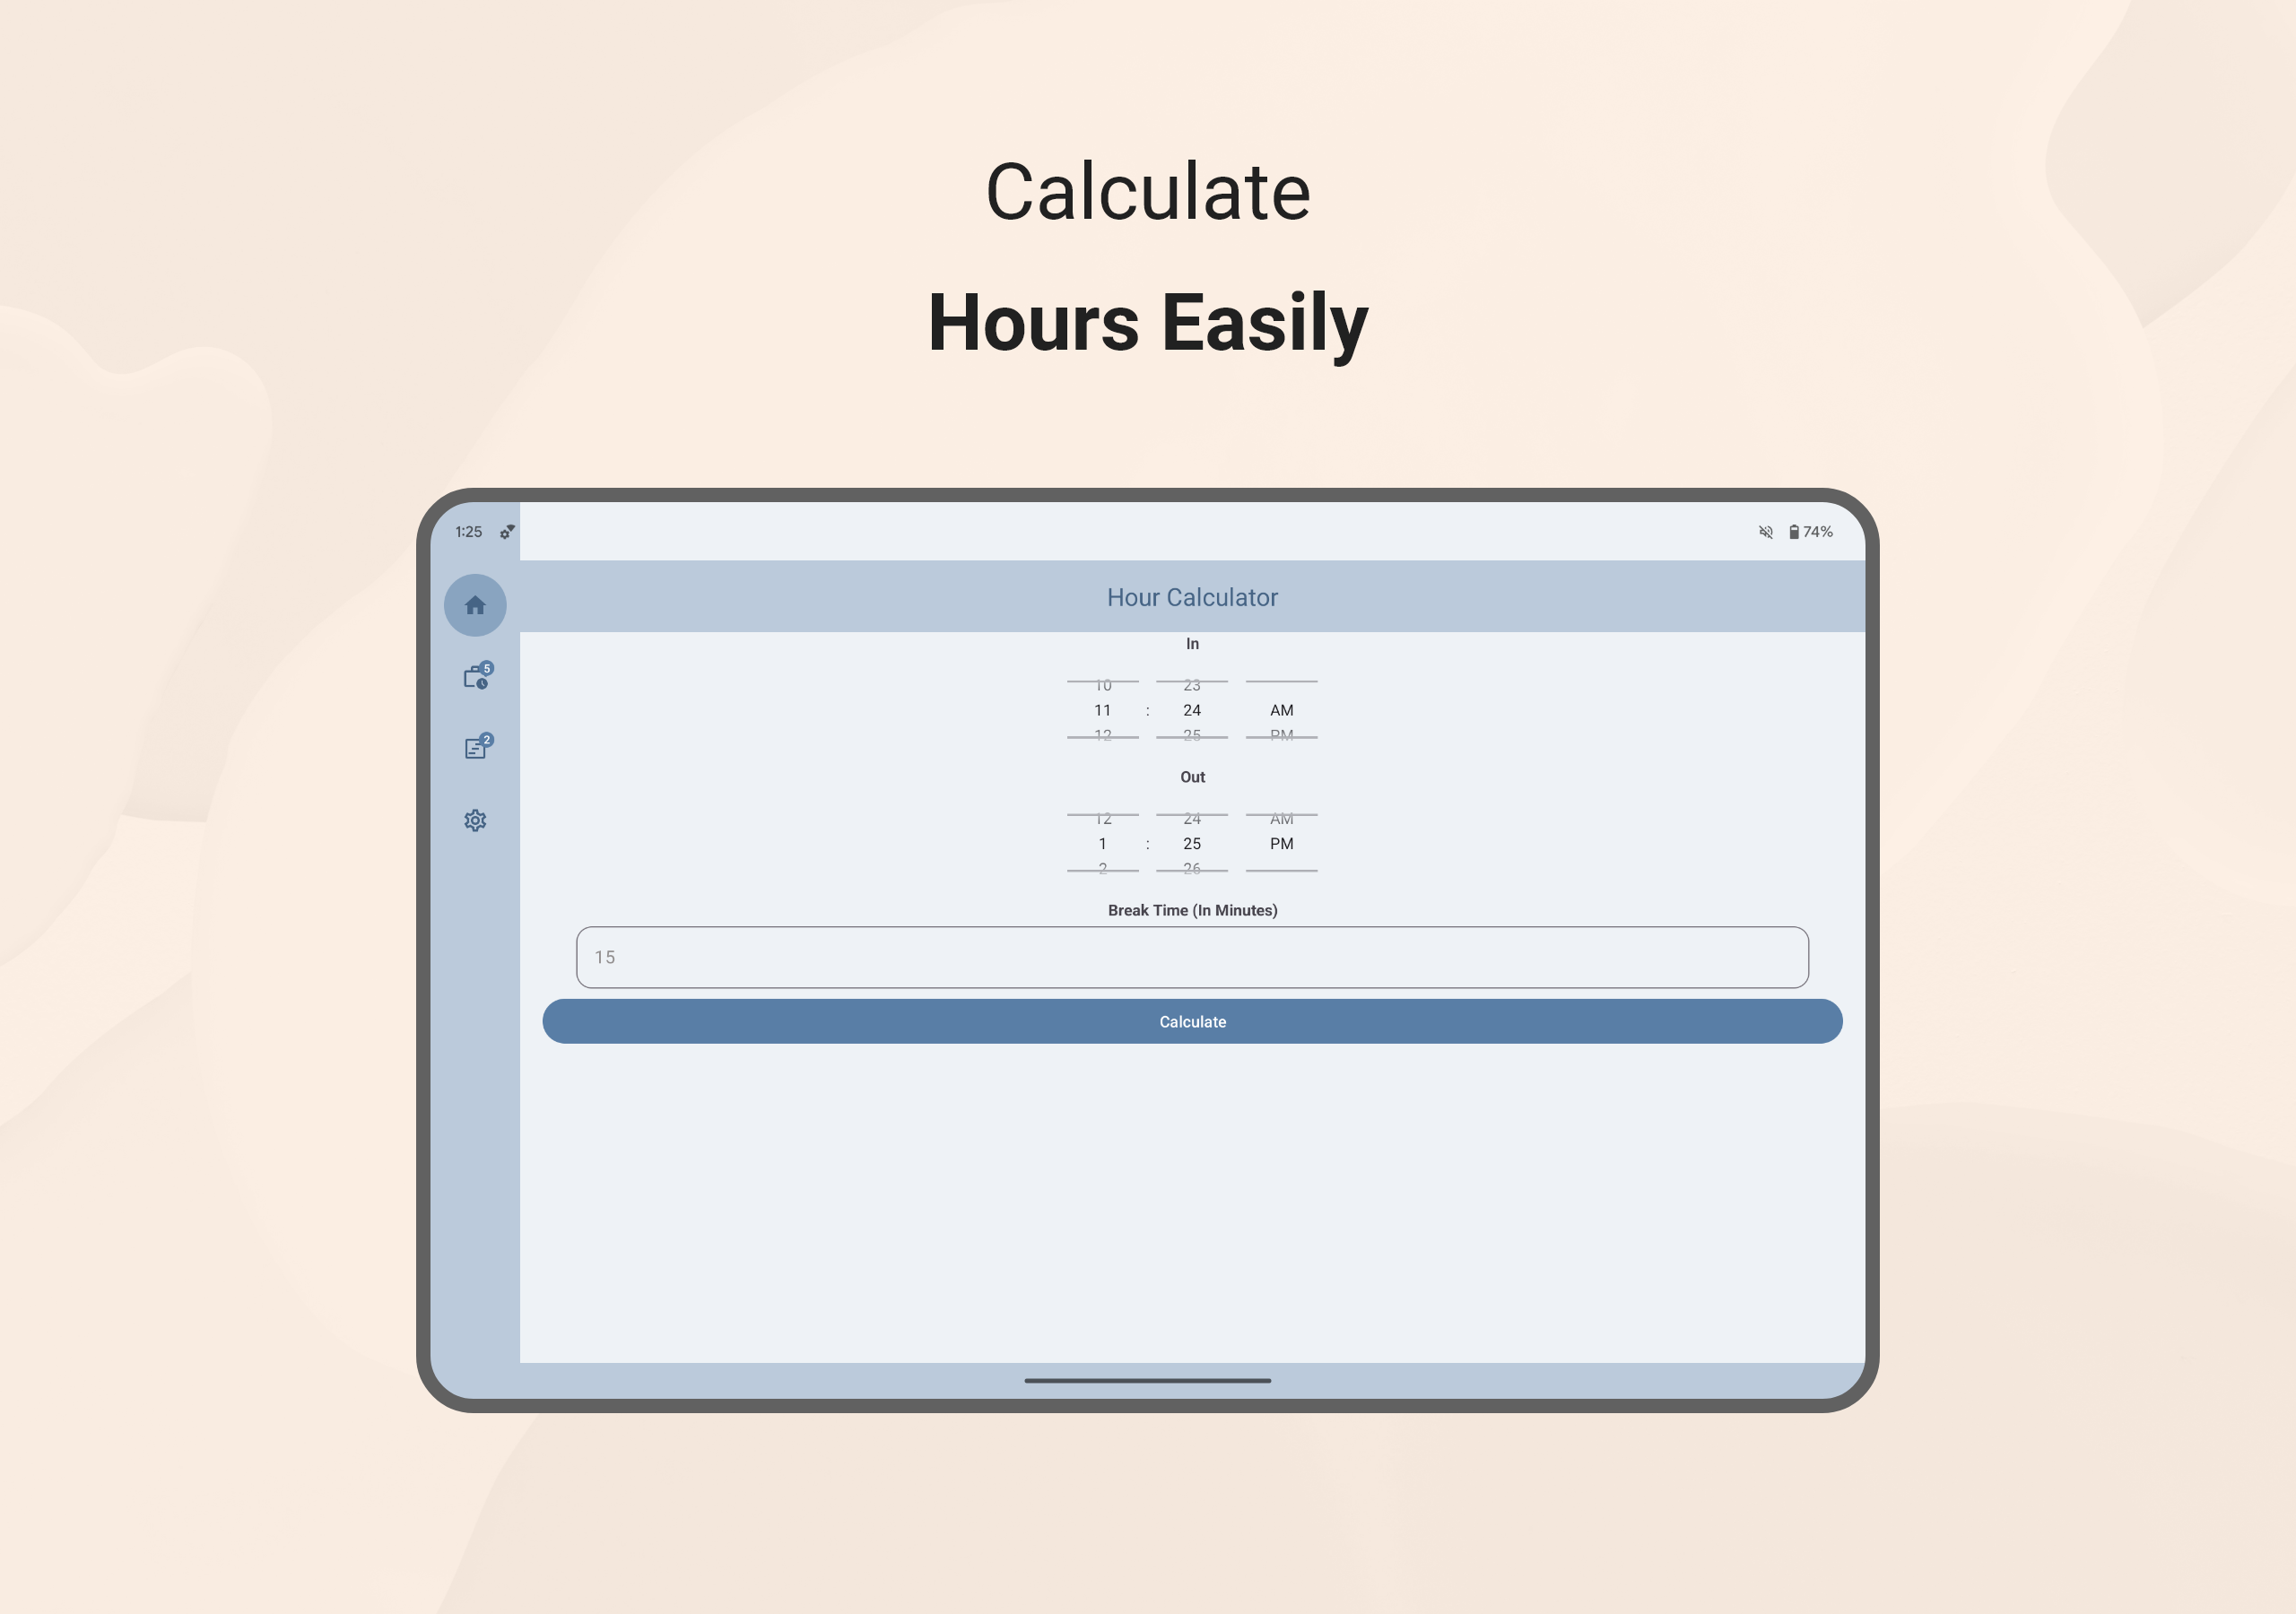 Calculate
Hours Easily
1:25
74%
Hour Calculator
5
2
In
10 23
11 : 24 AM
12 25 PM
Out
12 24 AM
1 : 25 PM
2 26
Break Time (In Minutes)
15
Calculate